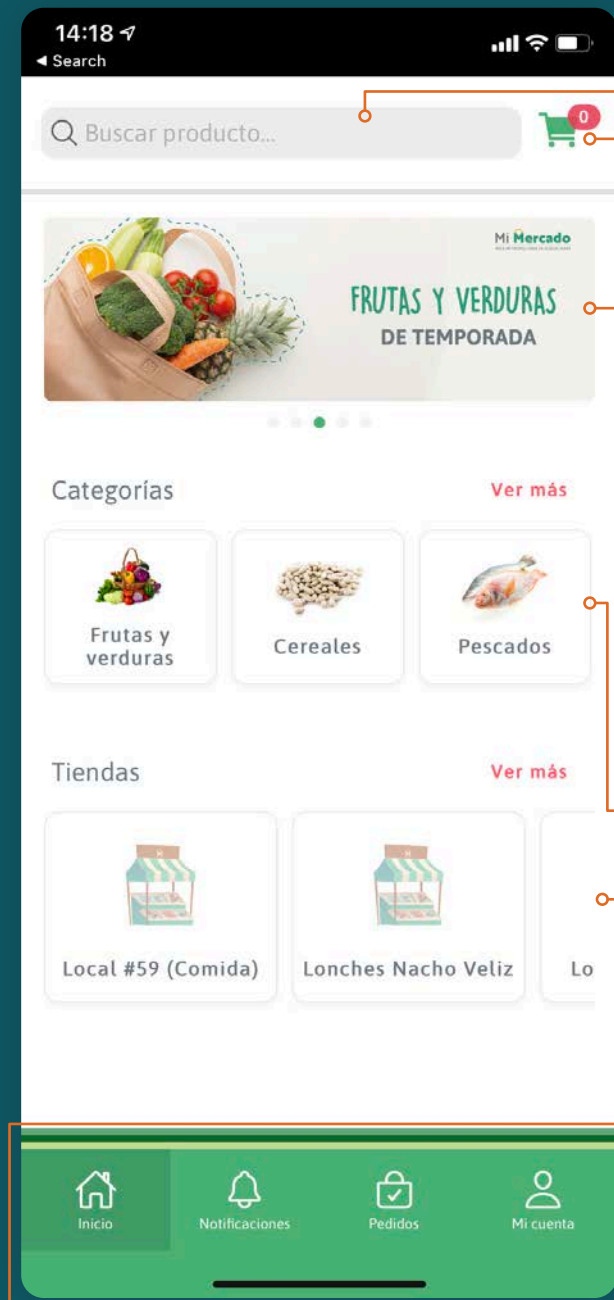 14:18
Search
Buscar producto...
0
Mi Mercado
FRUTAS Y VERDURAS
DE TEMPORADA
Categorías
Ver más
Frutas y
verduras
Cereales
Pescados
Tiendas
Ver más
Local #59 (Comida)
Lonches Nacho Veliz
Lo
Inicio
Notificaciones
Pedidos
Mi cuenta